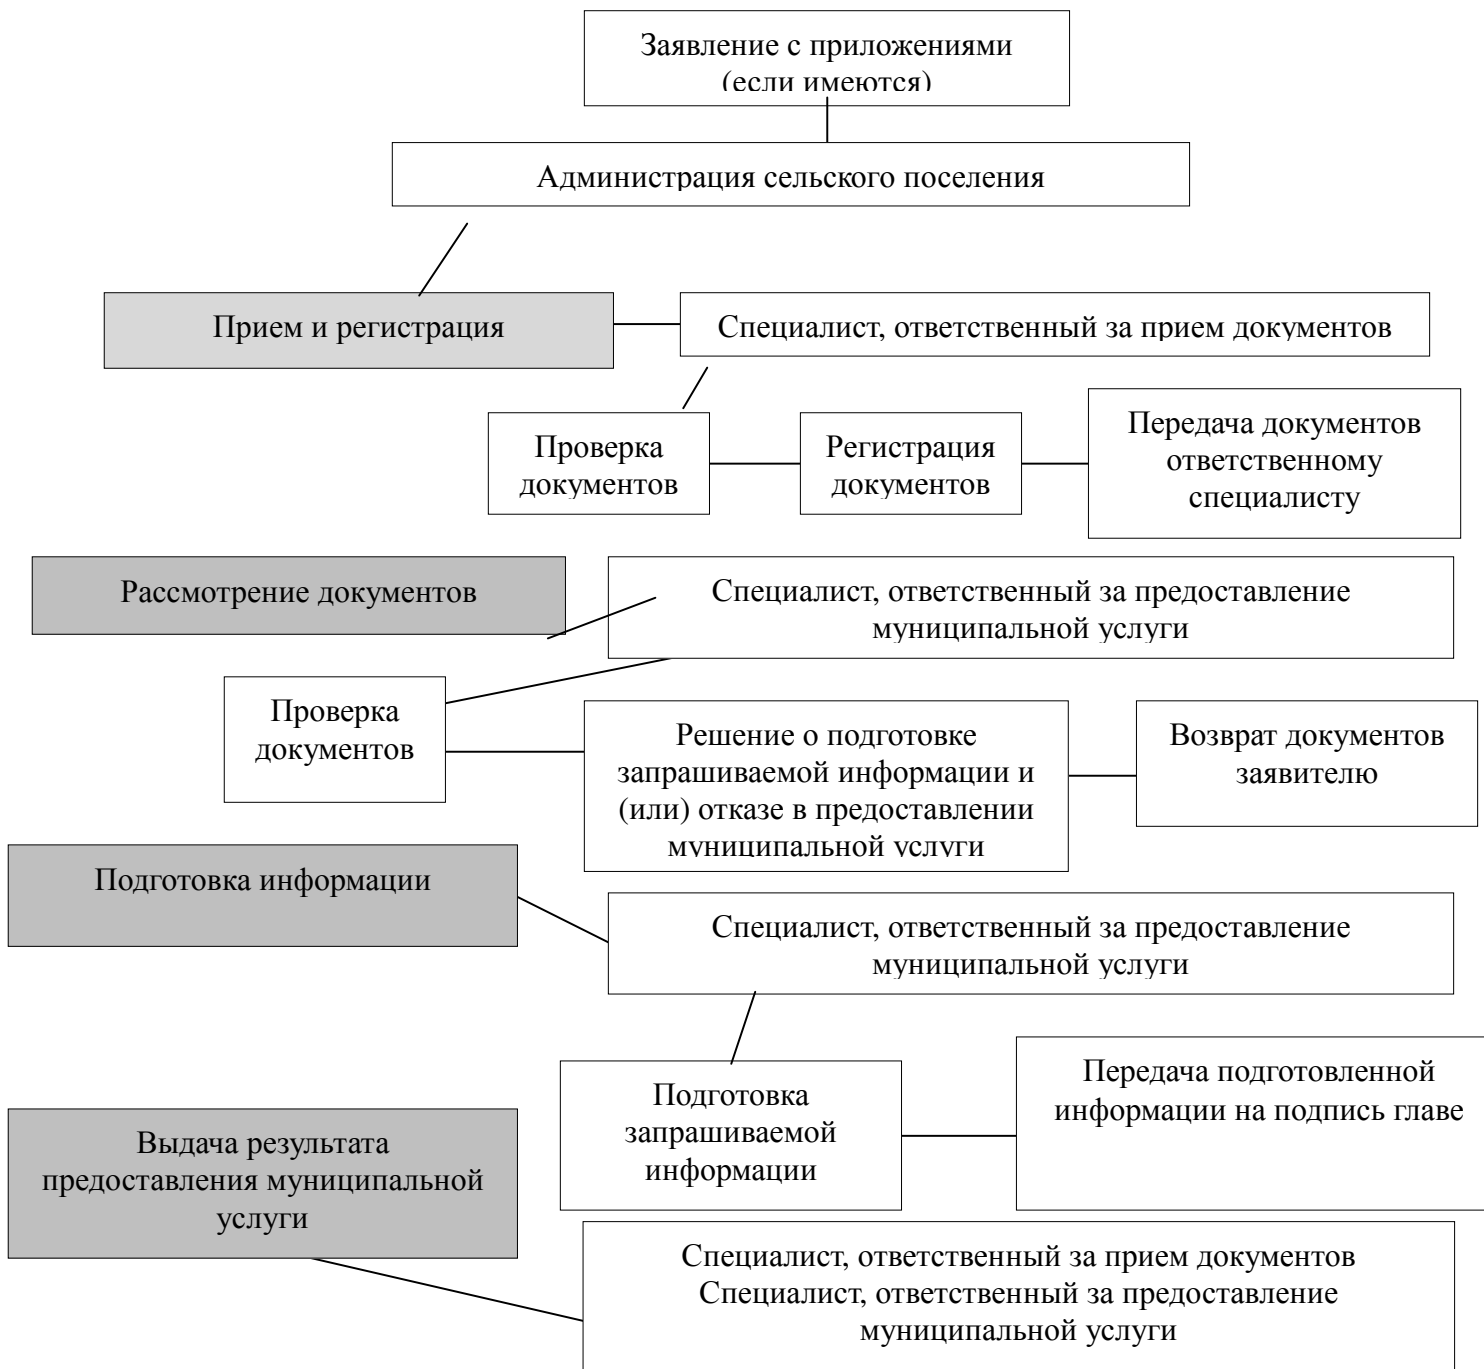 Заявление с приложениями
(если имеются)
Администрация сельского поселения
Прием и регистрация
Специалист, ответственный за прием документов
Проверка
документов
Регистрация
документов
Передача документов
ответственному
специалисту
Рассмотрение документов
Специалист, ответственный за предоставление
муниципальной услуги
Проверка
документов
Решение о подготовке
запрашиваемой информации и
(или) отказе в предоставлении
муниципальной услуги
Возврат документов
заявителю
Подготовка информации
Специалист, ответственный за предоставление
муниципальной услуги
Подготовка
запрашиваемой
информации
Передача подготовленной
информации на подпись главе
Выдача результата
предоставления муниципальной
услуги
Специалист, ответственный за прием документов
Специалист, ответственный за предоставление
муниципальной услуги